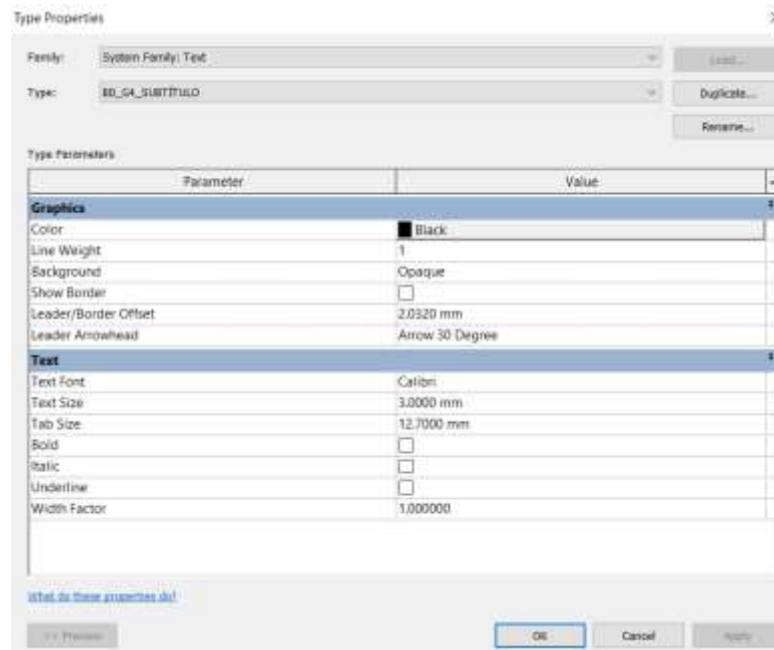 Type Properties
Family: System Family: Text Load...
Type: BD_G4_SUBTÍTULO Duplicate...
Rename...
Type Parameters
Parameter Value
Graphics
Color Black
Line Weight 1
Background Opaque
Show Border
Leader/Border Offset 2.0320 mm
Leader Arrowhead Arrow 30 Degree
Text
Text Font Calibri
Text Size 3.0000 mm
Tab Size 12.7000 mm
Bold
Italic
Underline
Width Factor 1.000000
What do these properties do?
<< Preview OK Cancel Apply